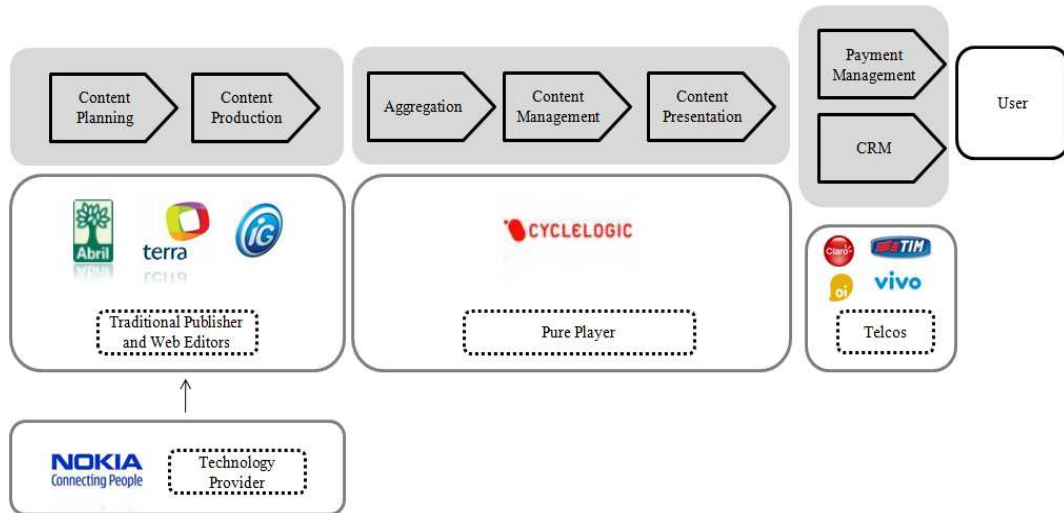 Content
Planning
Content
Production
Aggregation
Content
Management
Content
Presentation
Payment
Management
CRM
User
Abril
terra
iG
CYCLELOGIC
Claro
TIM
oi
vivo
Traditional Publisher
and Web Editors
Pure Player
Telcos
NOKIA
Connecting People
Technology
Provider